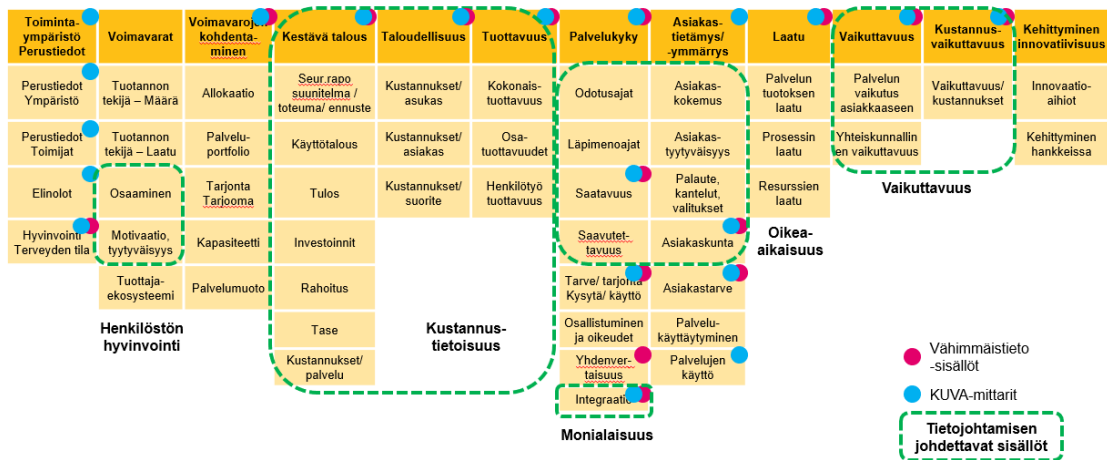 Toiminta-
ympäristö
Perustiedot
Voimavarat
Voimavarojen
kohdenta-
minen
Kestävä talous
Taloudellisuus
Tuottavuus
Palvelukyky
Asiakas-
tietämys/
-ymmärrys
Laatu
Vaikuttavuus
Kustannus-
vaikuttavuus
Kehittyminen
innovatiivisuus
Perustiedot
Ympäristö
Tuotannon
tekijä – Määrä
Allokaatio
Seur.rapo
suunitelma /
toteuma/ ennuste
Kustannukset/
asukas
Kokonais-
tuottavuus
Odotusajat
Asiakas-
kokemus
Palvelun
tuotoksen
laatu
Palvelun
vaikutus
asiakkaaseen
Vaikuttavuus/
kustannukset
Innovaatio-
aihiot
Perustiedot
Toimijat
Tuotannon
tekijä – Laatu
Palvelu-
portfolio
Käyttötalous
Kustannukset/
asiakas
Osa-
tuottavuudet
Läpimenoajat
Asiakas-
tyytyväisyys
Prosessin
laatu
Yhteiskunnallin
en vaikuttavuus
Kehittyminen
hankkeissa
Elinolot
Osaaminen
Tarjonta
Tarjooma
Tulos
Kustannukset/
suorite
Henkilötyö
tuottavuus
Saatavuus
Palaute,
kantelut,
valitukset
Resurssien
laatu
Vaikuttavuus
Hyvinvointi
Terveyden tila
Motivaatio,
tyytyväisyys
Kapasiteetti
Investoinnit
Saavutet-
tavuus
Asiakaskunta
Oikea-
aikaisuus
Tuottaja-
ekosysteemi
Palvelumuoto
Rahoitus
Tarve/ tarjonta
Kysytä/ käyttö
Asiakastarve
Henkilöstön
hyvinvointi
Tase
Kustannus-
tietoisuus
Osallistuminen
ja oikeudet
Palvelu-
käyttäytyminen
Kustannukset/
palvelu
Yhdenver-
taisuus
Palvelujen
käyttö
Integraatio
Monialaisuus
Vähimmäistieto
-sisällöt
KUVA-mittarit
Tietojohtamisen
johdettavat sisällöt